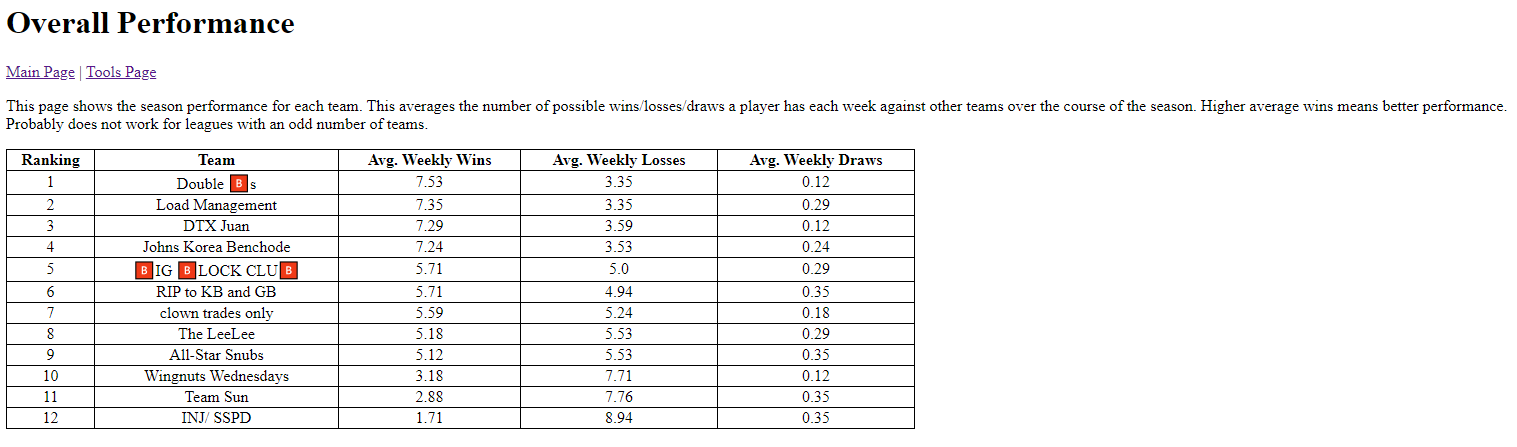 Overall Performance
Main Page | Tools Page
This page shows the season performance for each team. This averages the number of possible wins/losses/draws a player has each week against other teams over the course of the season. Higher average wins means better performance.
Probably does not work for leagues with an odd number of teams.
Ranking Team Avg. Weekly Wins Avg. Weekly Losses Avg. Weekly Draws
1 Double 🅱s 7.53 3.35 0.12
2 Load Management 7.35 3.35 0.29
3 DTX Juan 7.29 3.59 0.12
4 Johns Korea Benchode 7.24 3.53 0.24
5 🅱IG 🅱LOCK CLU🅱 5.71 5.0 0.29
6 RIP to KB and GB 5.71 4.94 0.35
7 clown trades only 5.59 5.24 0.18
8 The LeeLee 5.18 5.53 0.29
9 All-Star Snubs 5.12 5.53 0.35
10 Wingnuts Wednesdays 3.18 7.71 0.12
11 Team Sun 2.88 7.76 0.35
12 INJ/ SSPD 1.71 8.94 0.35